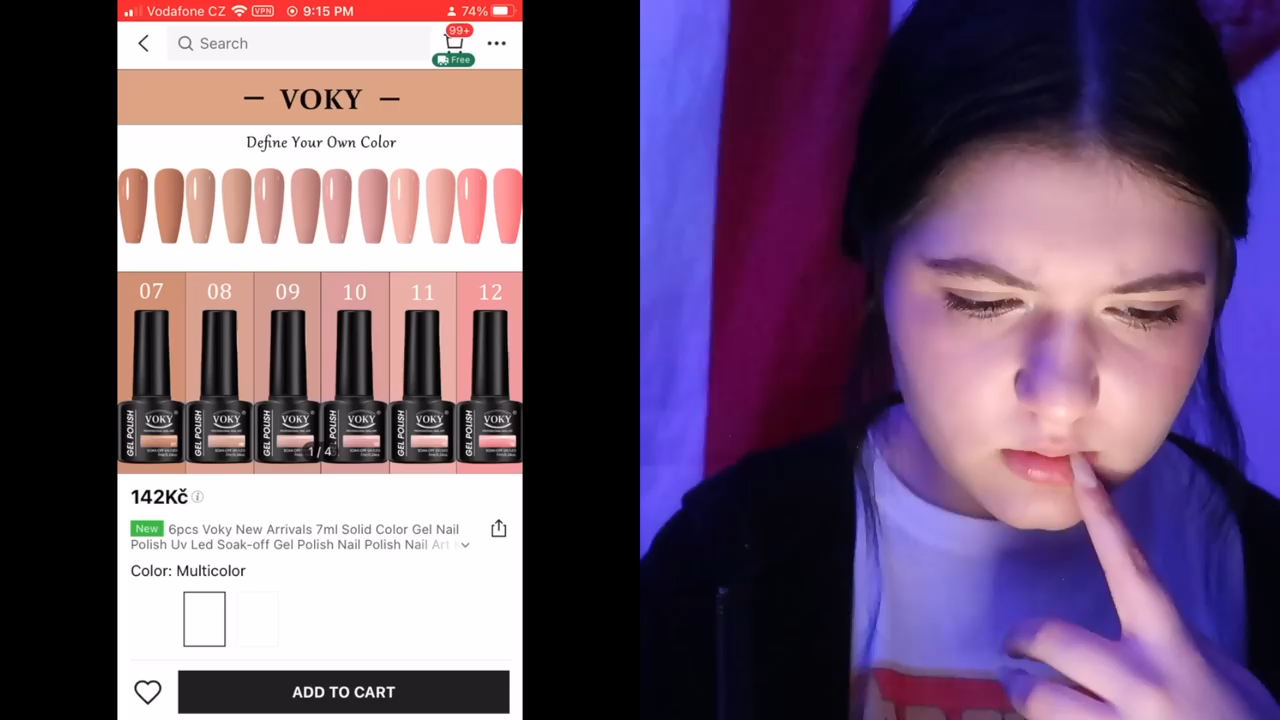 Vodafone CZ VPN 9:15 PM 74%
Search
99+
Free
— VOKY —
Define Your Own Color
07 08 09 10 11 12
GEL POLISH VOKY GEL POLISH VOKY GEL POLISH VOKY GEL POLISH VOKY GEL POLISH VOKY GEL POLISH VOKY
1/4
142Kč
New 6pcs Voky New Arrivals 7ml Solid Color Gel Nail
Polish Uv Led Soak-off Gel Polish Nail Polish Nail Art
Color: Multicolor
ADD TO CART